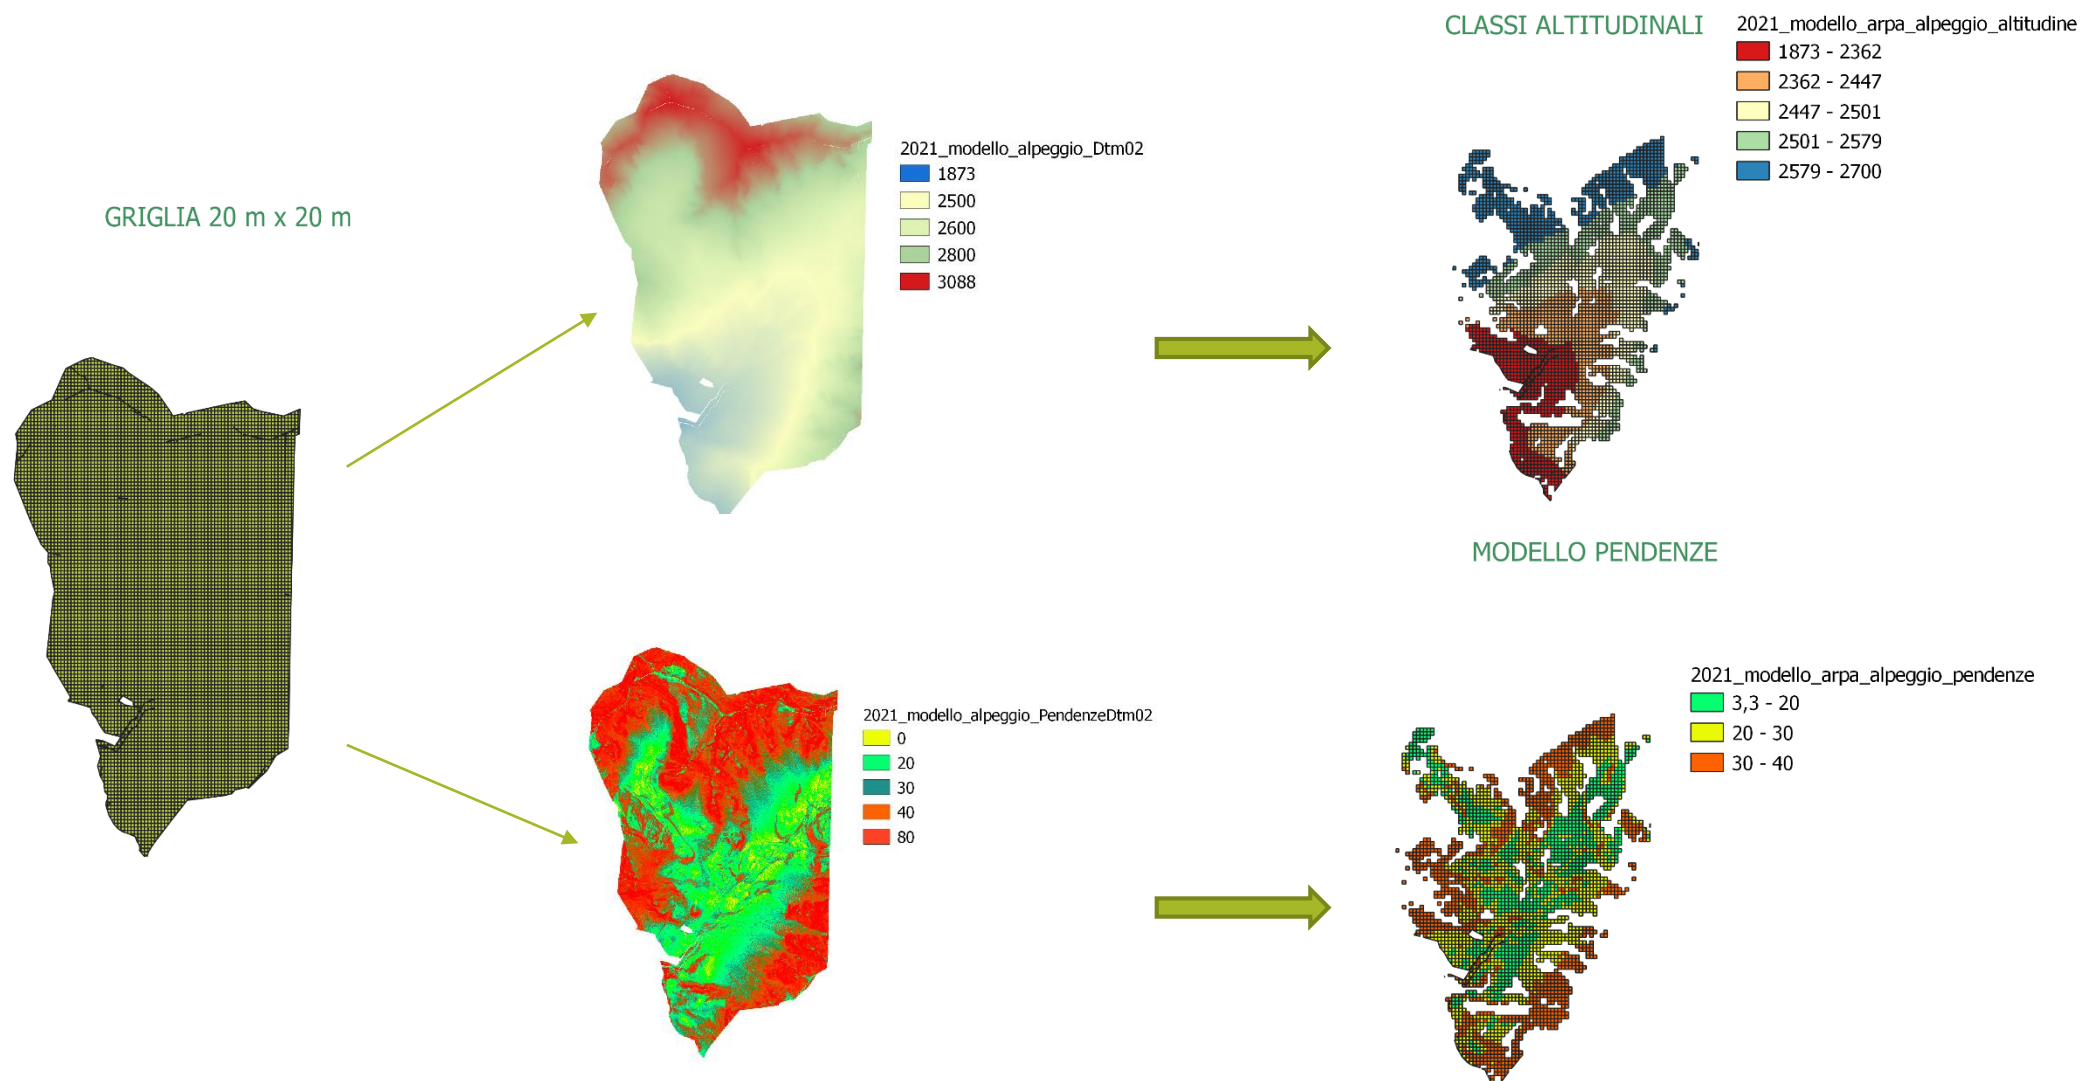 GRIGLIA 20 m x 20 m
2021_modello_alpeggio_Dtm02
1873
2500
2600
2800
3088
CLASSI ALTITUDINALI
2021_modello_arpa_alpeggio_altitudine
1873 - 2362
2362 - 2447
2447 - 2501
2501 - 2579
2579 - 2700
2021_modello_alpeggio_PendenzeDtm02
0
20
30
40
80
MODELLO PENDENZE
2021_modello_arpa_alpeggio_pendenze
3,3 - 20
20 - 30
30 - 40